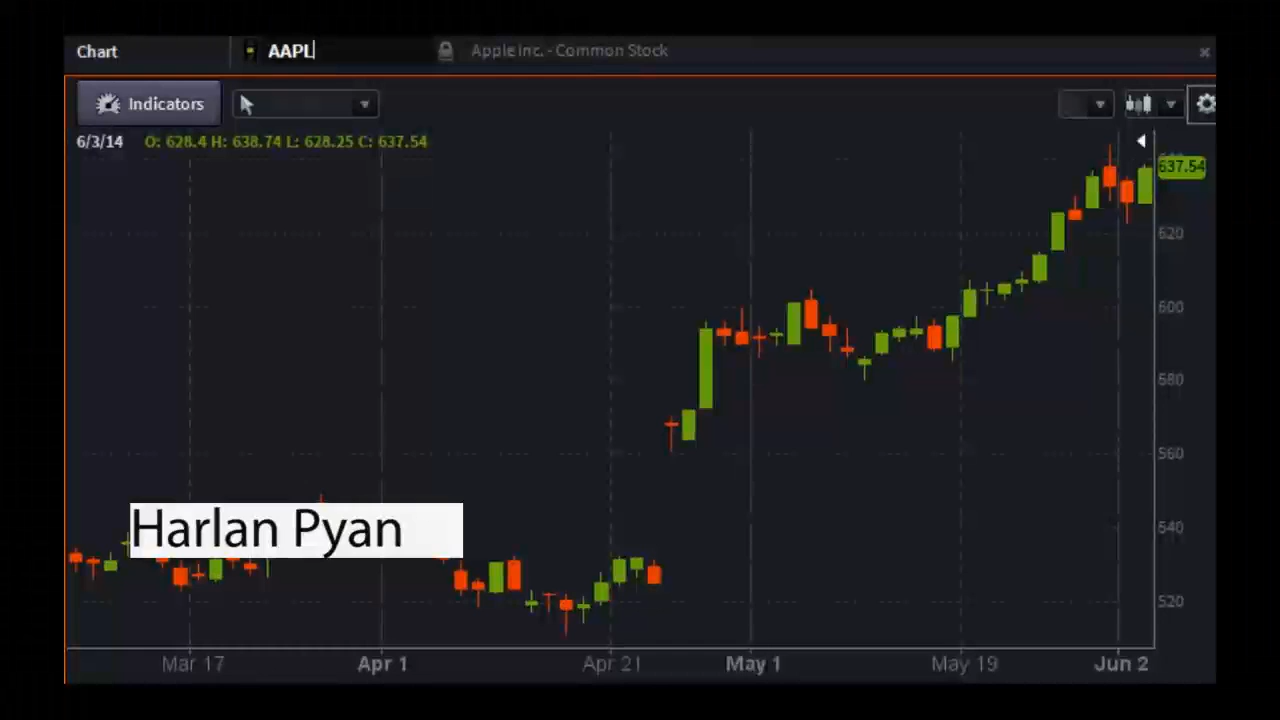 Chart AAPL Apple Inc. - Common Stock
Indicators
6/3/14 O: 628.4 H: 638.74 L: 628.25 C: 637.54
637.54
620
600
580
560
540
520
Harlan Pyan
Mar 17 Apr 1 Apr 21 May 1 May 19 Jun 2